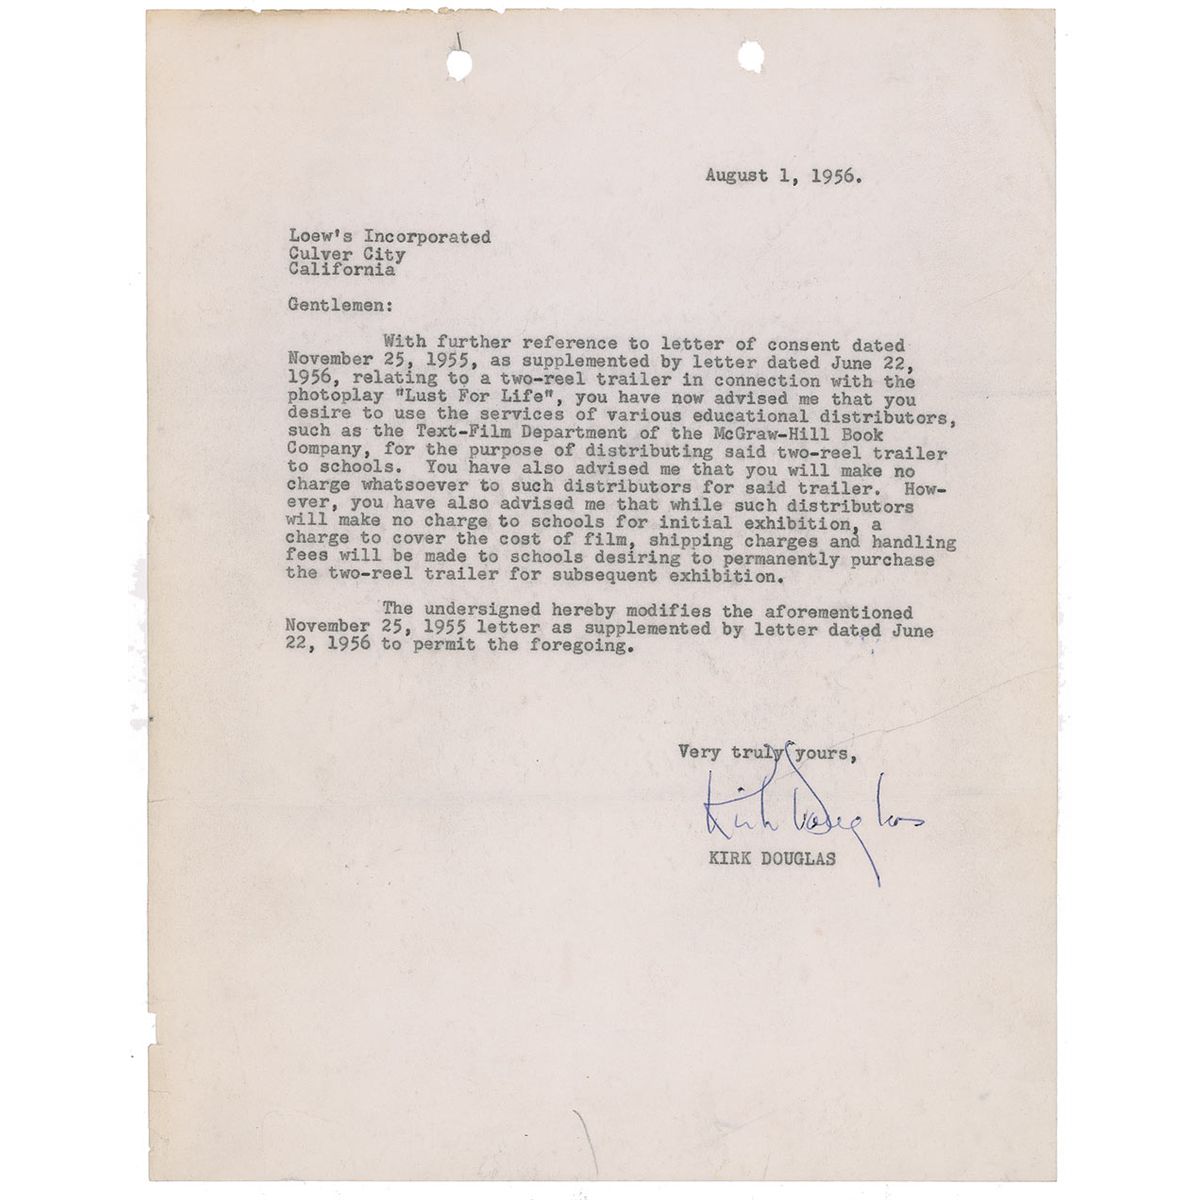 August 1, 1956.
Loew's Incorporated
Culver City
California
Gentlemen:
With further reference to letter of consent dated
November 25, 1955, as supplemented by letter dated June 22,
1956, relating to a two-reel trailer in connection with the
photoplay "Lust For Life", you have now advised me that you
desire to use the services of various educational distributors,
such as the Text-Film Department of the McGraw-Hill Book
Company, for the purpose of distributing said two-reel trailer
to schools. You have also advised me that you will make no
charge whatsoever to such distributors for said trailer. How-
ever, you have also advised me that while such distributors
will make no charge to schools for initial exhibition, a
charge to cover the cost of film, shipping charges and handling
fees will be made to schools desiring to permanently purchase
the two-reel trailer for subsequent exhibition.
The undersigned hereby modifies the aforementioned
November 25, 1955 letter as supplemented by letter dated June
22, 1956 to permit the foregoing.
Very truly yours,
Kirk Douglas
KIRK DOUGLAS